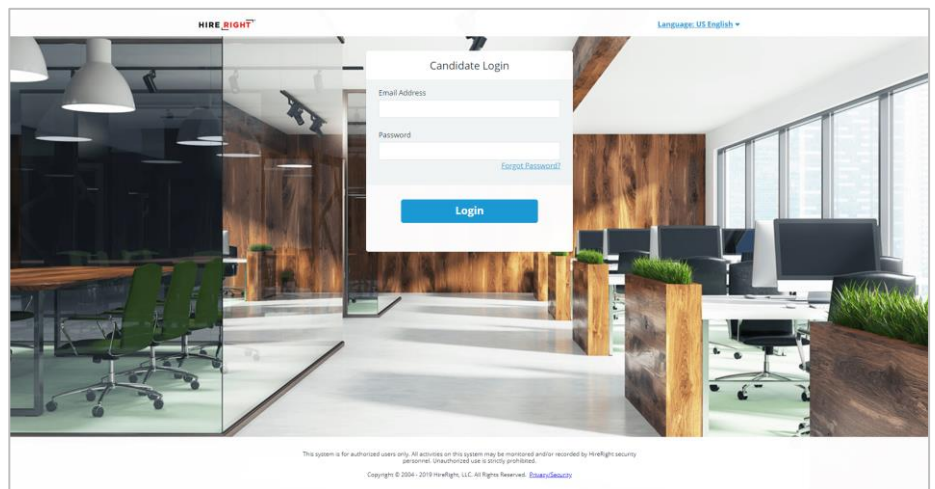 HIRE RIGHT
Language: US English
Candidate Login
Email Address
Password
Forgot Password?
Login
This system is for authorized users only. All activities on this system may be monitored and/or recorded by HireRight security
personnel. Unauthorized use is strictly prohibited.
Copyright © 2004 - 2019 HireRight, LLC. All Rights Reserved. Privacy/Security